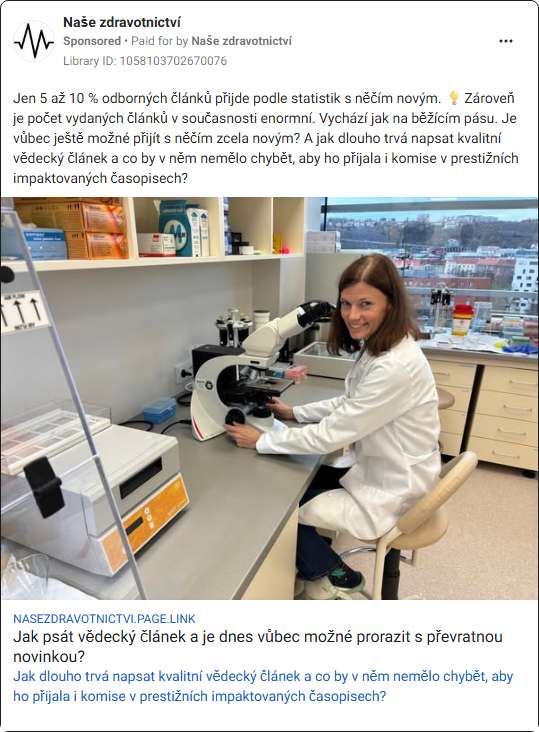 Naše zdravotnictví
Sponsored • Paid for by Naše zdravotnictví
Library ID: 1058103702670076
Jen 5 až 10 % odborných článků přijde podle statistik s něčím novým. 💡 Zároveň
je počet vydaných článků v současnosti enormní. Vychází jak na běžícím pásu. Je
vůbec ještě možné přijít s něčím zcela novým? A jak dlouho trvá napsat kvalitní
vědecký článek a co by v něm nemělo chybět, aby ho přijala i komise v prestižních
impaktovaných časopisech?
NASEZDRAVOTNICTVI.PAGE.LINK
Jak psát vědecký článek a je dnes vůbec možné prorazit s převratnou
novinkou?
Jak dlouho trvá napsat kvalitní vědecký článek a co by v něm nemělo chybět, aby
ho přijala i komise v prestižních impaktovaných časopisech?